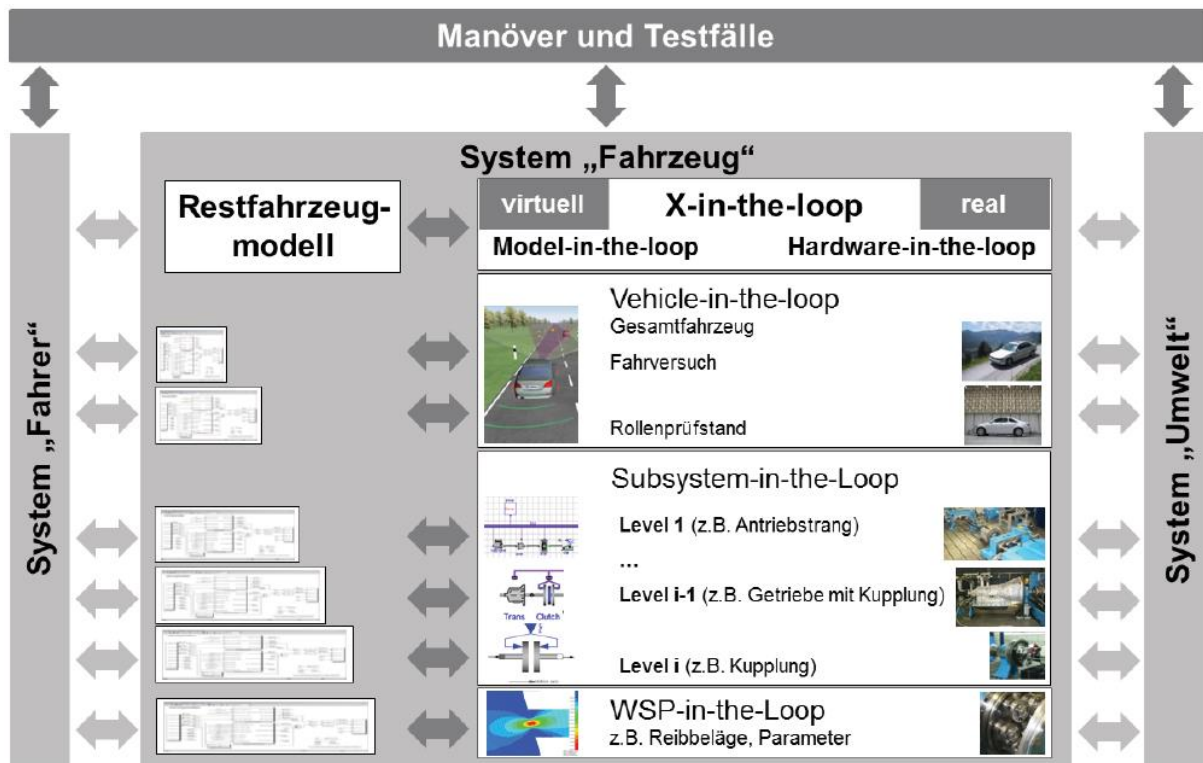 Manöver und Testfälle
System „Fahrer“
System „Fahrzeug“
System „Umwelt“
Restfahrzeug-
modell
virtuell
X-in-the-loop
real
Model-in-the-loop
Hardware-in-the-loop
Vehicle-in-the-loop
Gesamtfahrzeug
Fahrversuch
Rollenprüfstand
Subsystem-in-the-Loop
Level 1 (z.B. Antriebstrang)
...
Level i-1 (z.B. Getriebe mit Kupplung)
Trans Clutch
Level i (z.B. Kupplung)
WSP-in-the-Loop
z.B. Reibbeläge, Parameter